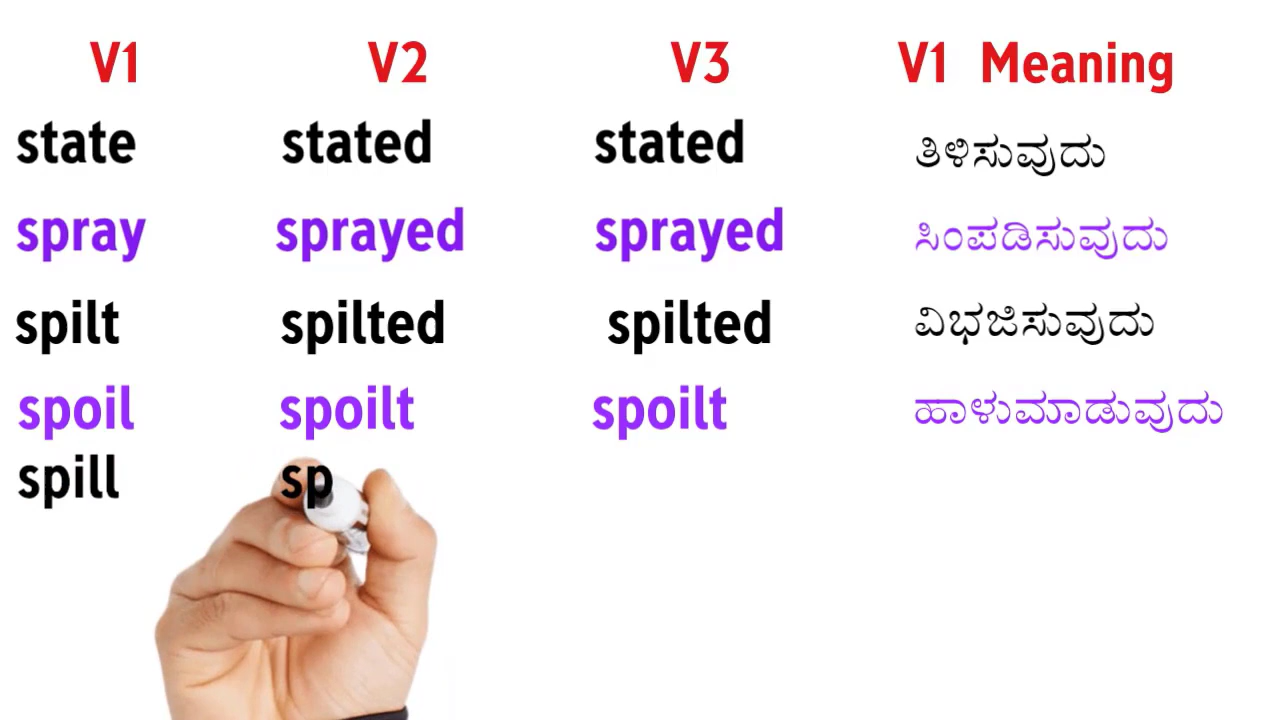 V1 V2 V3 V1 Meaning
state stated stated ತಿಳಿಸುವುದು
spray sprayed sprayed ಸಿಂಪಡಿಸುವುದು
spilt spilted spilted ವಿಭಜಿಸುವುದು
spoil spoilt spoilt ಹಾಳುಮಾಡುವುದು
spill sp